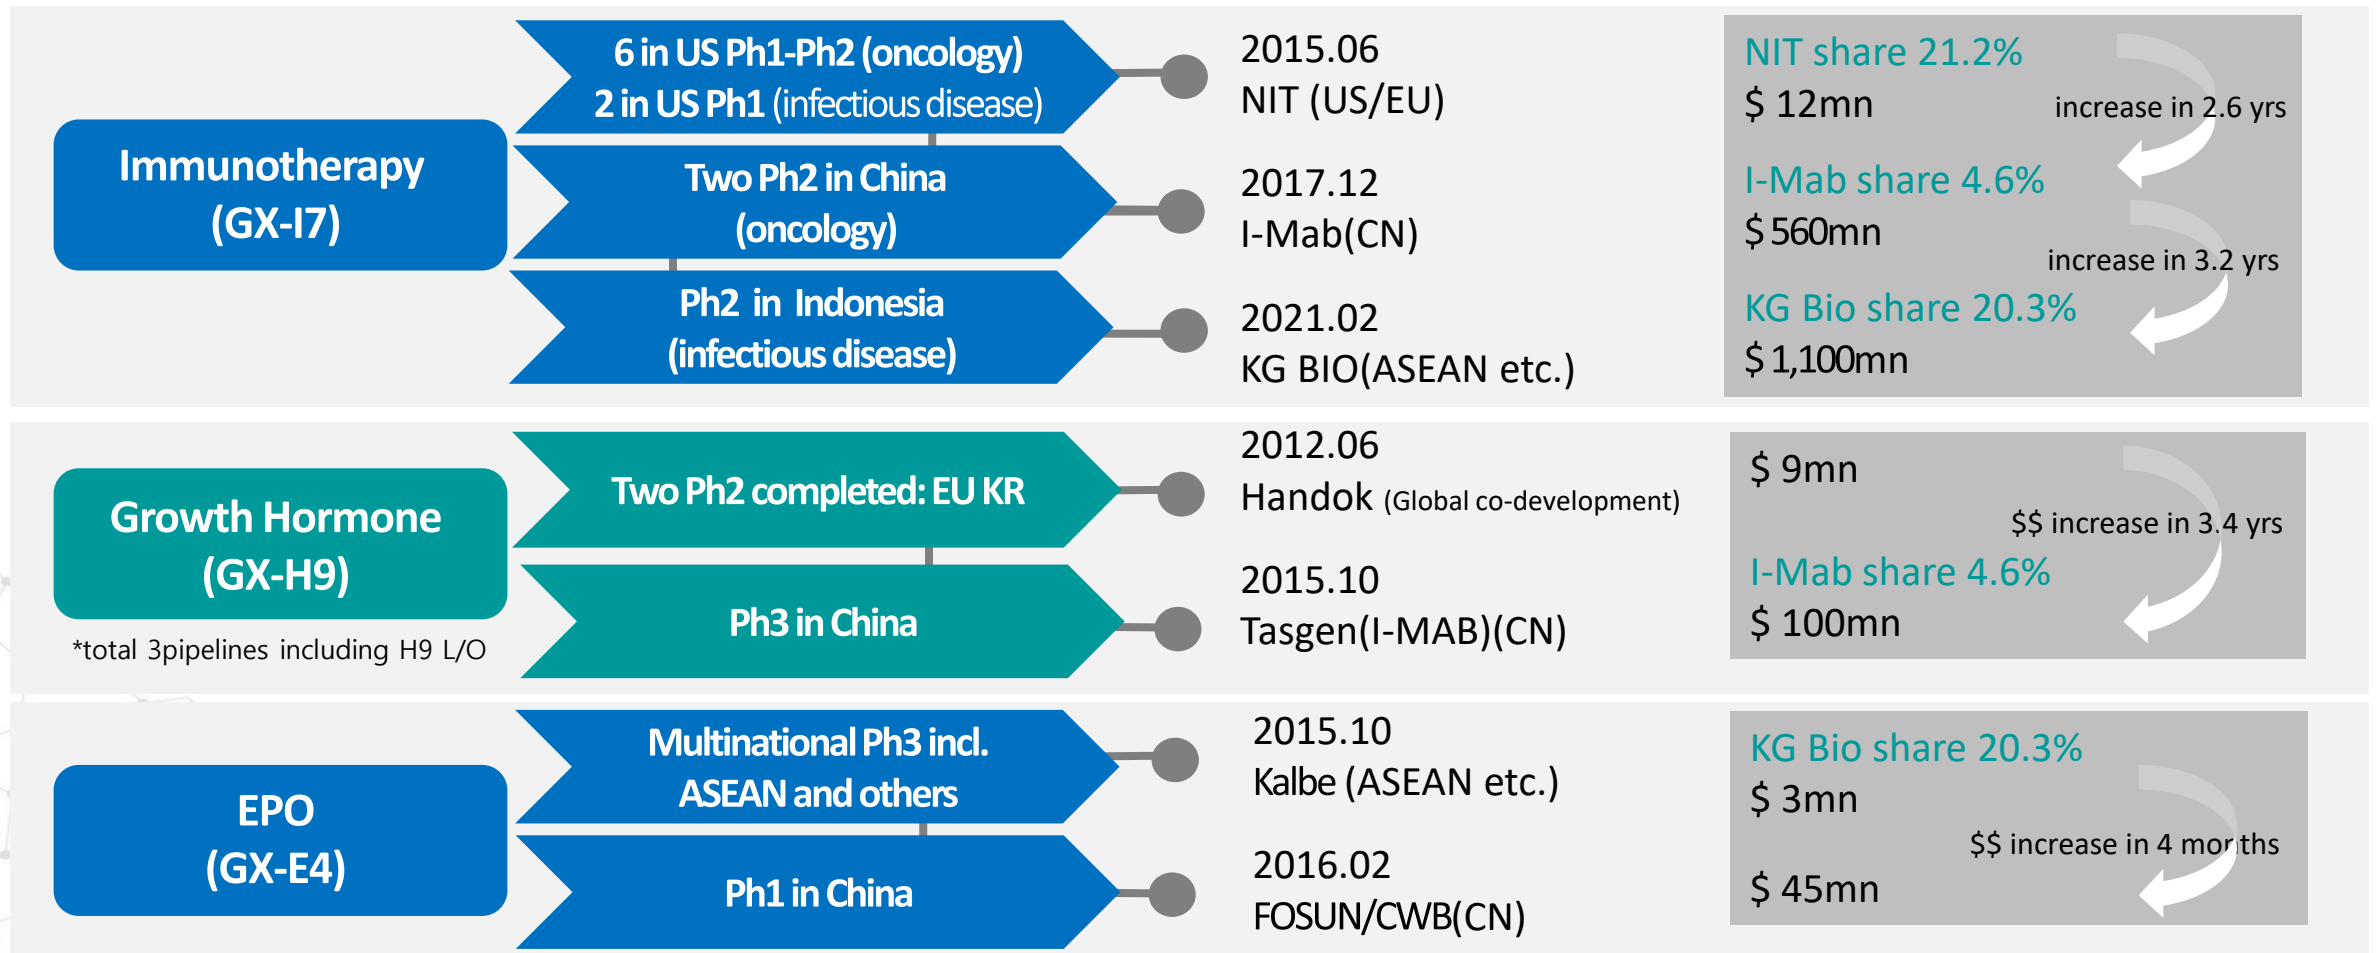 Immunotherapy
(GX-I7)
6 in US Ph1-Ph2 (oncology)
2 in US Ph1 (infectious disease)
2015.06
NIT (US/EU)
NIT share 21.2%
$ 12mn
increase in 2.6 yrs
Two Ph2 in China
(oncology)
2017.12
I-Mab(CN)
I-Mab share 4.6%
$ 560mn
increase in 3.2 yrs
Ph2 in Indonesia
(infectious disease)
2021.02
KG BIO(ASEAN etc.)
KG Bio share 20.3%
$ 1,100mn
Growth Hormone
(GX-H9)
*total 3pipelines including H9 L/O
Two Ph2 completed: EU KR
2012.06
Handok (Global co-development)
$ 9mn
$$ increase in 3.4 yrs
Ph3 in China
2015.10
Tasgen(I-MAB)(CN)
I-Mab share 4.6%
$ 100mn
EPO
(GX-E4)
Multinational Ph3 incl.
ASEAN and others
2015.10
Kalbe (ASEAN etc.)
KG Bio share 20.3%
$ 3mn
$$ increase in 4 months
Ph1 in China
2016.02
FOSUN/CWB(CN)
$ 45mn